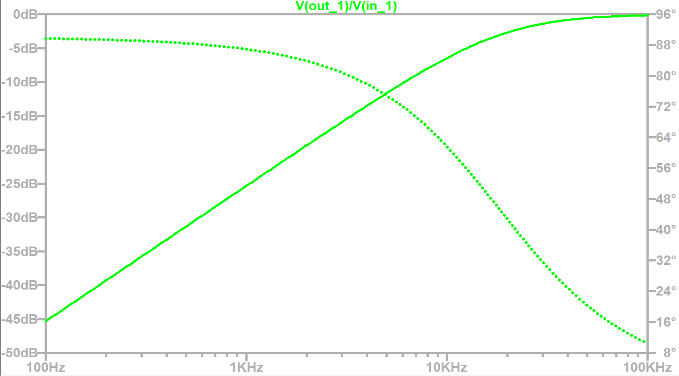 V(out_1)/V(in_1)
0dB
-5dB
-10dB
-15dB
-20dB
-25dB
-30dB
-35dB
-40dB
-45dB
-50dB
96°
88°
80°
72°
64°
56°
48°
40°
32°
24°
16°
8°
100Hz
1KHz
10KHz
100KHz